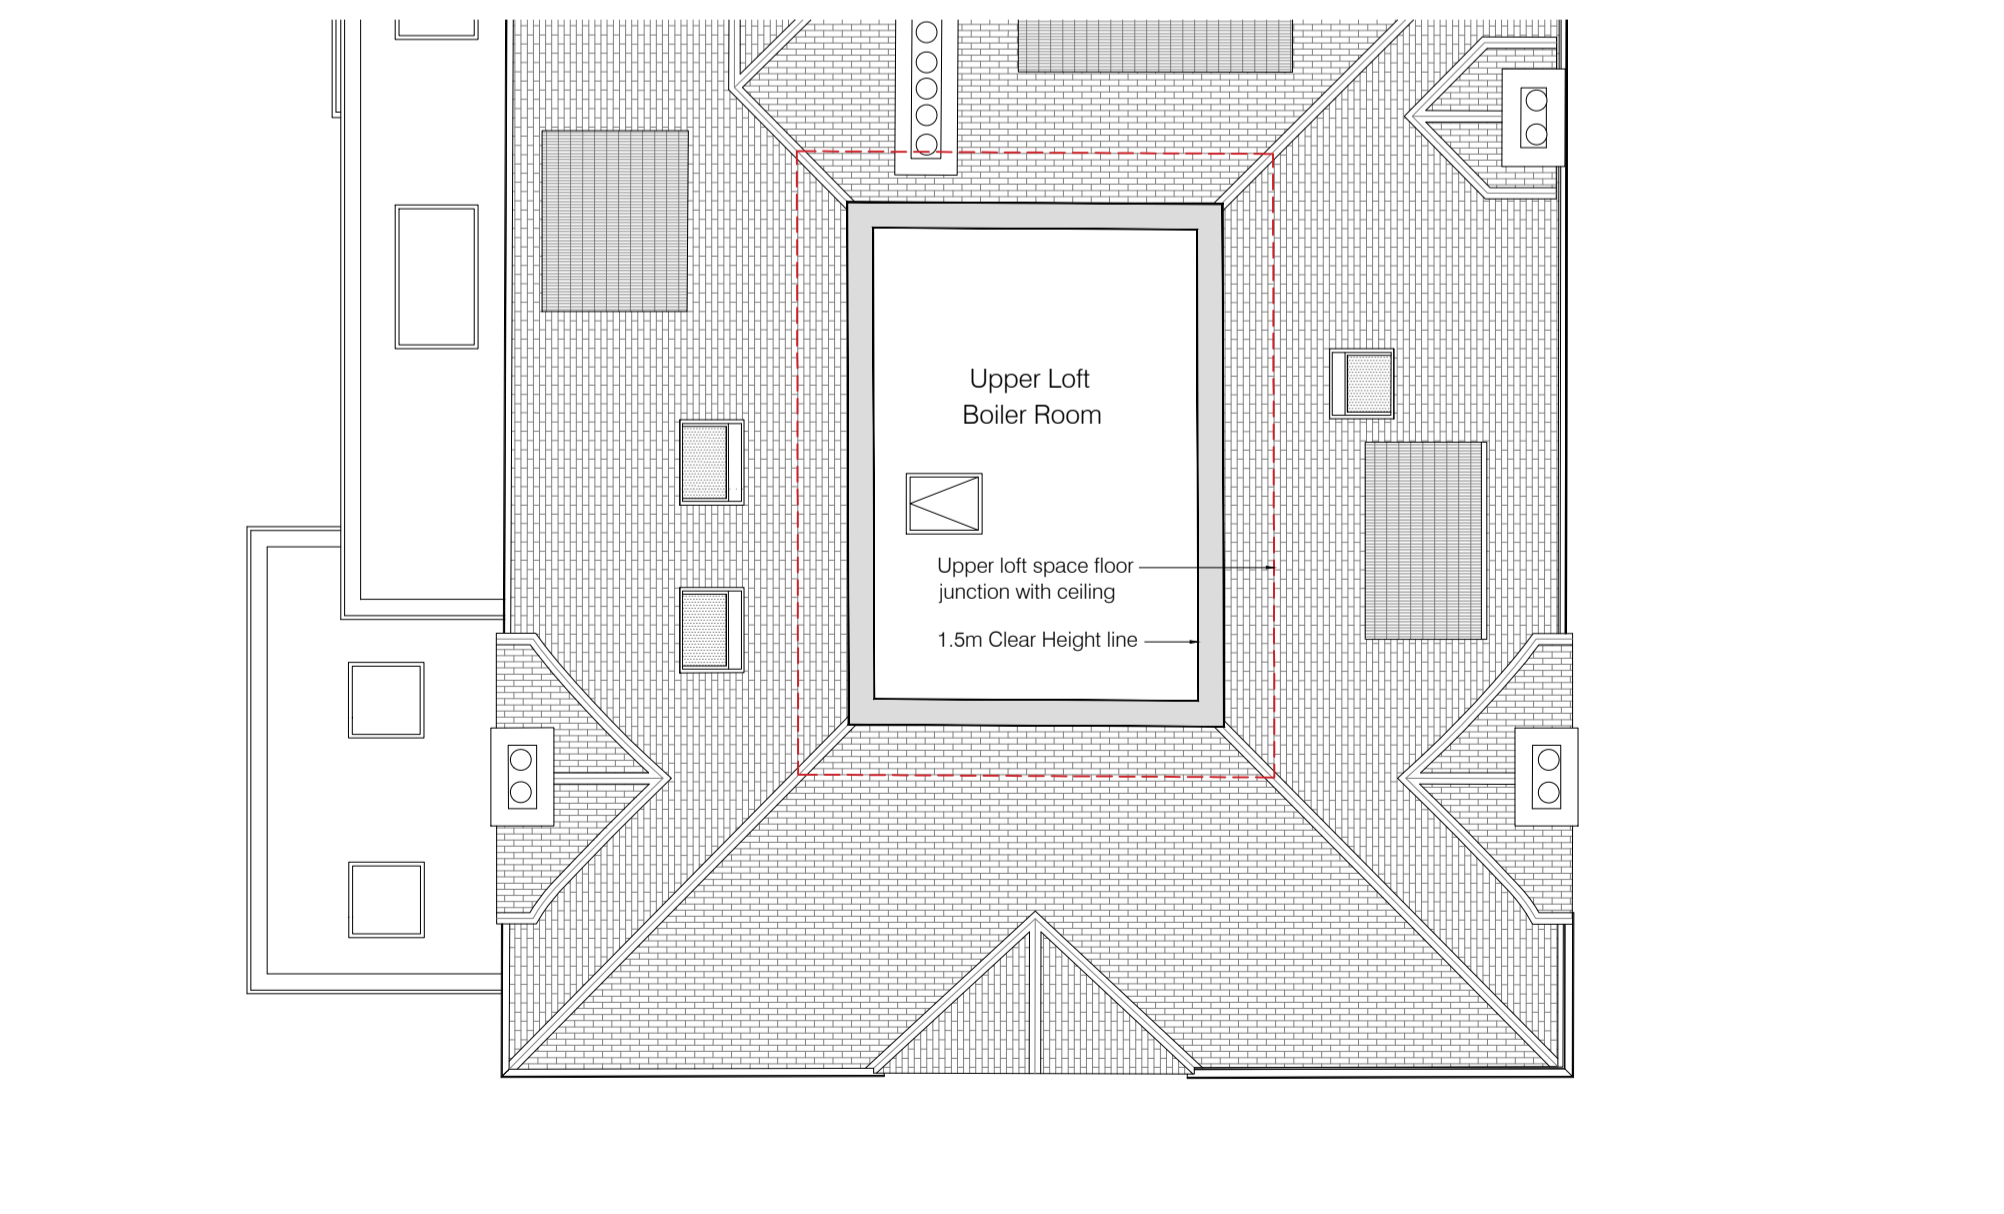 Upper Loft
Boiler Room
Upper loft space floor
junction with ceiling
1.5m Clear Height line